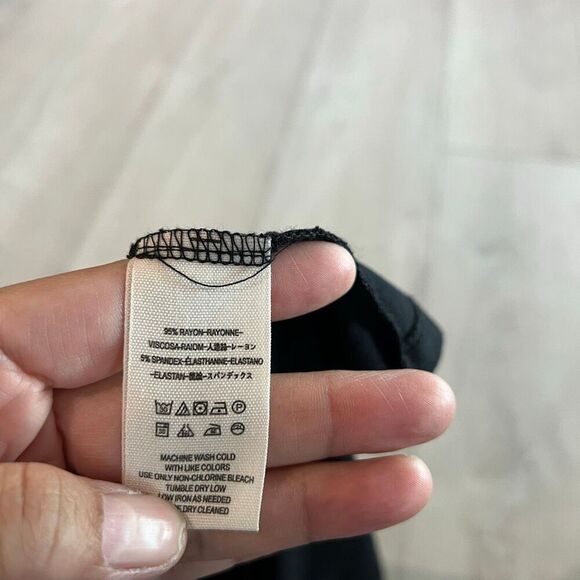 95% RAYON-RAYONNE-
VISCOSA-RAIOM-人造絲-レーヨン
5% SPANDEX-ÉLASTHANNE-ELASTANO
-ELASTAN-スパンデックス
MACHINE WASH COLD
WITH LIKE COLORS
USE ONLY NON-CHLORINE BLEACH
TUMBLE DRY LOW
LOW IRON AS NEEDED
DRY CLEANED